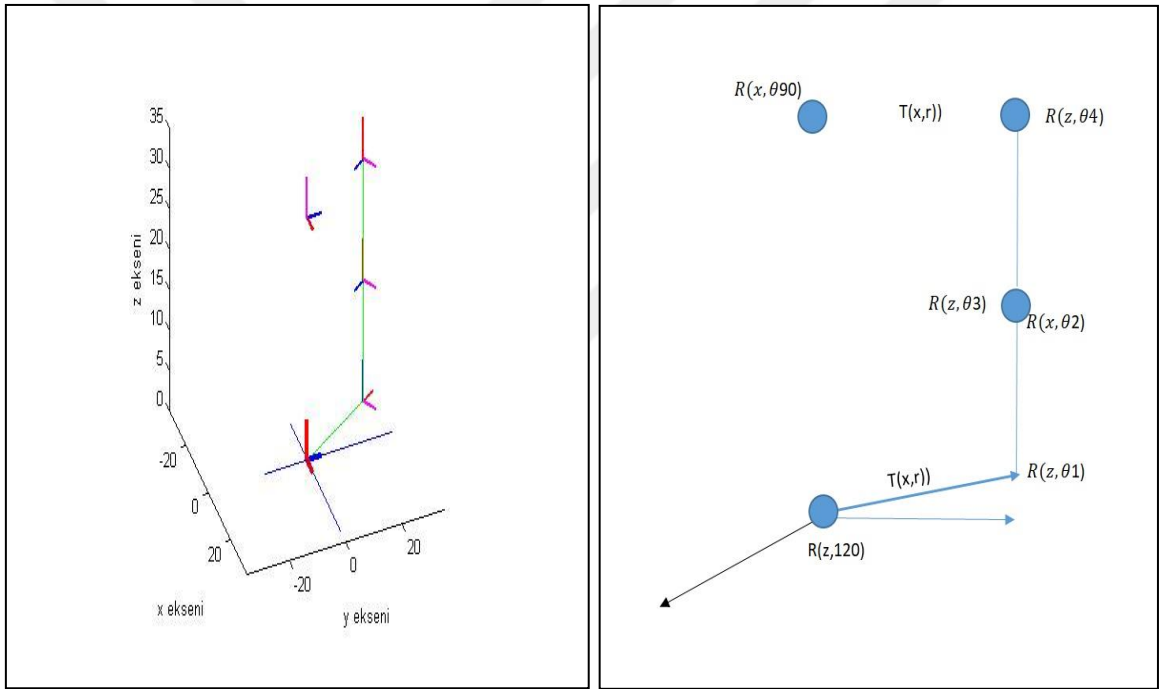 35
30
25
20
15
10
5
0
z ekseni
-20
0
20
x ekseni
-20
0
20
y ekseni
R(x, θ90)
T(x,r))
R(z, θ4)
R(z, θ3)
R(x, θ2)
T(x,r))
R(z, θ1)
R(z,120)